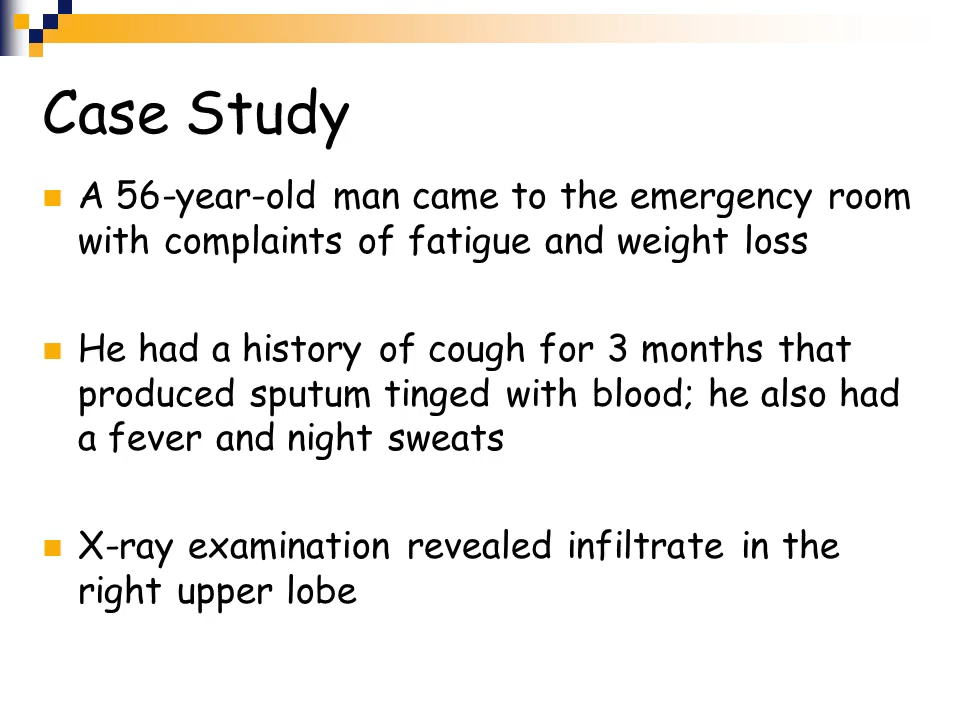 Case Study
A 56-year-old man came to the emergency room
with complaints of fatigue and weight loss
He had a history of cough for 3 months that
produced sputum tinged with blood; he also had
a fever and night sweats
X-ray examination revealed infiltrate in the
right upper lobe